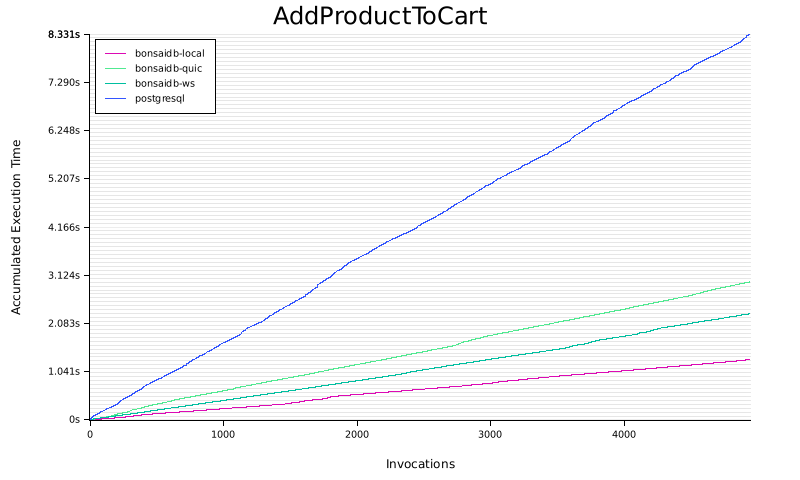 AddProductToCart
8.331s
7.290s
6.248s
5.207s
4.166s
3.124s
2.083s
1.041s
0s
Accumulated Execution Time
bonsaidb-local
bonsaidb-quic
bonsaidb-ws
postgresql
0 1000 2000 3000 4000
Invocations